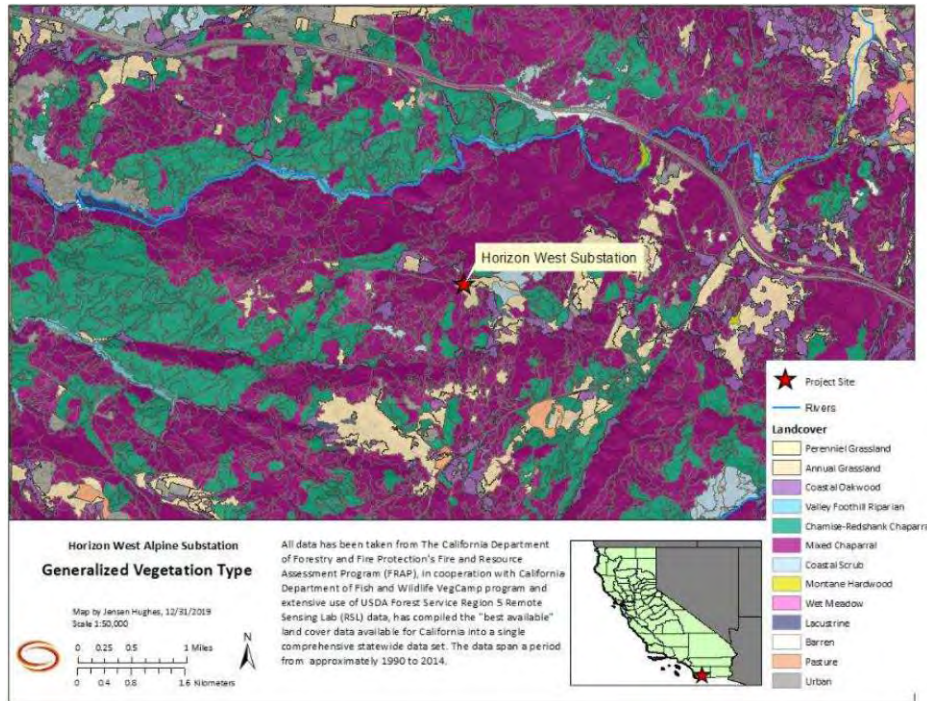 Horizon West Substation
Project Site
Rivers
Landcover
Perenniel Grassland
Annual Grassland
Coastal Oakwood
Valley Foothill Riparian
Chamise-Redshank Chaparra
Mixed Chaparral
Coastal Scrub
Montane Hardwood
Wet Meadow
Lacustrine
Barren
Pasture
Urban
Horizon West Alpine Substation
Generalized Vegetation Type
Map by Jensen Hughes, 12/31/2019
Scale 1:50,000
0 0.25 0.5 1 Miles
0 0.4 0.8 1.6 Kilometers
N
All data has been taken from The California Department
of Forestry and Fire Protection's Fire and Resource
Assessment Program (FRAP), in cooperation with California
Department of Fish and Wildlife VegCamp program and
extensive use of USDA Forest Service Region 5 Remote
Sensing Lab (RSL) data, has compiled the "best available"
land cover data available for California into a single
comprehensive statewide data set. The data span a period
from approximately 1990 to 2014.